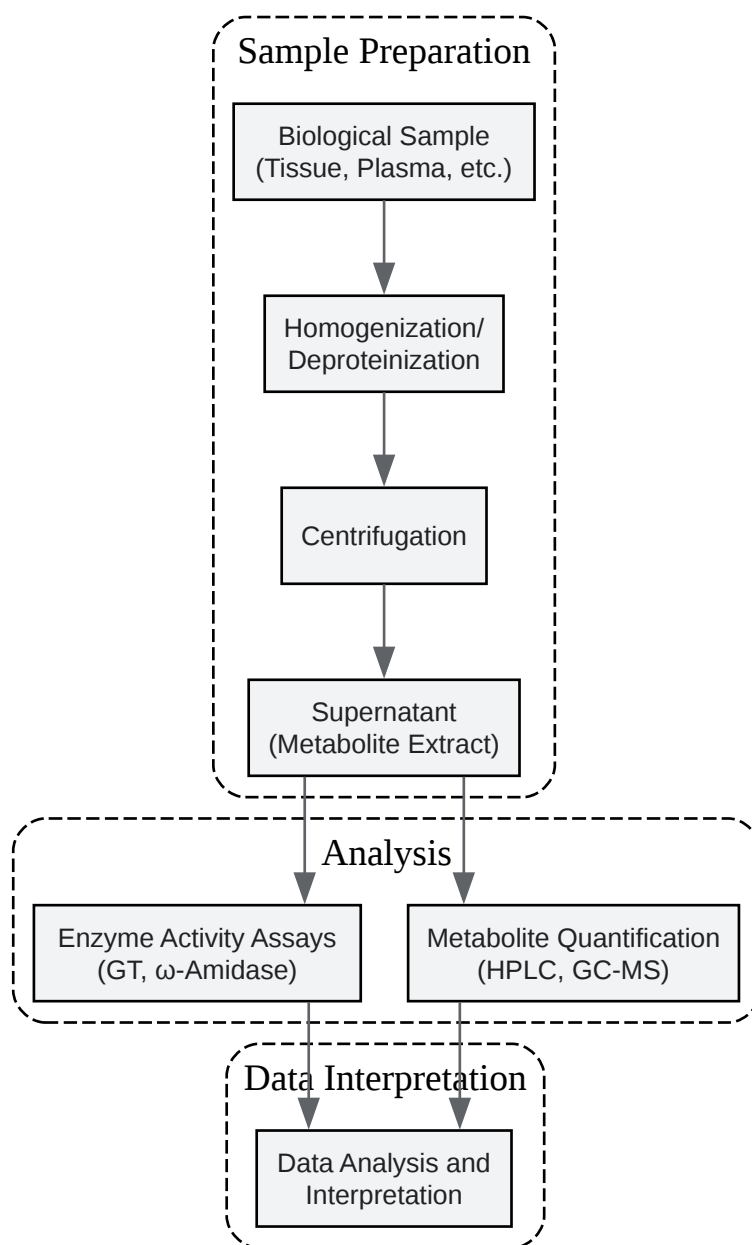 Sample Preparation
Biological Sample
(Tissue, Plasma, etc.)
Homogenization/
Deproteinization
Centrifugation
Supernatant
(Metabolite Extract)
Analysis
Enzyme Activity Assays
(GT, ω-Amidase)
Metabolite Quantification
(HPLC, GC-MS)
Data Interpretation
Data Analysis and
Interpretation